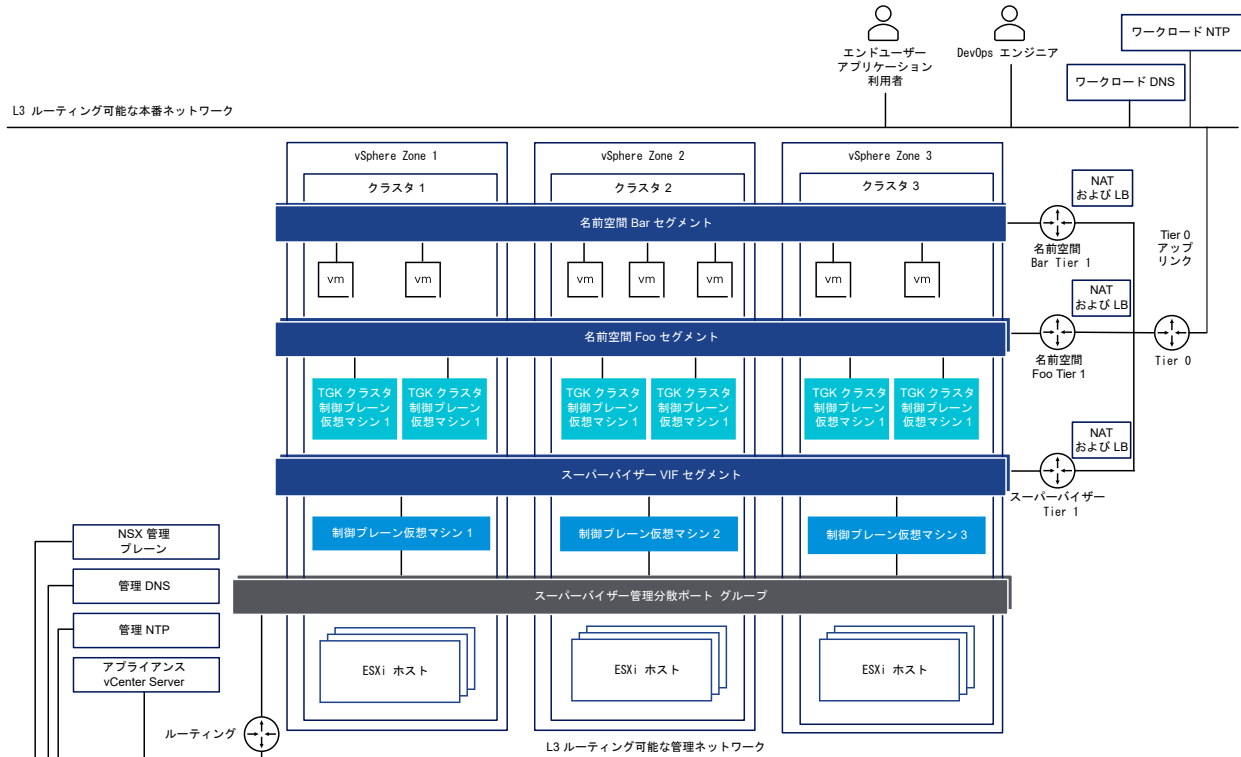 エンドユーザー
アプリケーション
利用者
DevOps エンジニア
ワークロード NTP
ワークロード DNS
L3 ルーティング可能な本番ネットワーク
vSphere Zone 1
vSphere Zone 2
vSphere Zone 3
クラスタ 1
クラスタ 2
クラスタ 3
名前空間 Bar セグメント
NAT
および LB
名前空間
Bar Tier 1
Tier 0
アップ
リンク
vm
vm
vm
vm
vm
vm
vm
名前空間 Foo セグメント
NAT
および LB
名前空間
Foo Tier 1
Tier 0
TGK クラスタ
制御プレーン
仮想マシン 1
TGK クラスタ
制御プレーン
仮想マシン 1
TGK クラスタ
制御プレーン
仮想マシン 1
TGK クラスタ
制御プレーン
仮想マシン 1
TGK クラスタ
制御プレーン
仮想マシン 1
TGK クラスタ
制御プレーン
仮想マシン 1
NAT
および LB
スーパーバイザー VIF セグメント
スーパーバイザー
Tier 1
制御プレーン仮想マシン 1
制御プレーン仮想マシン 2
制御プレーン仮想マシン 3
NSX 管理
プレーン
管理 DNS
管理 NTP
アプライアンス
vCenter Server
スーパーバイザー管理分散ポート グループ
ESXi ホスト
ESXi ホスト
ESXi ホスト
ルーティング
L3 ルーティング可能な管理ネットワーク